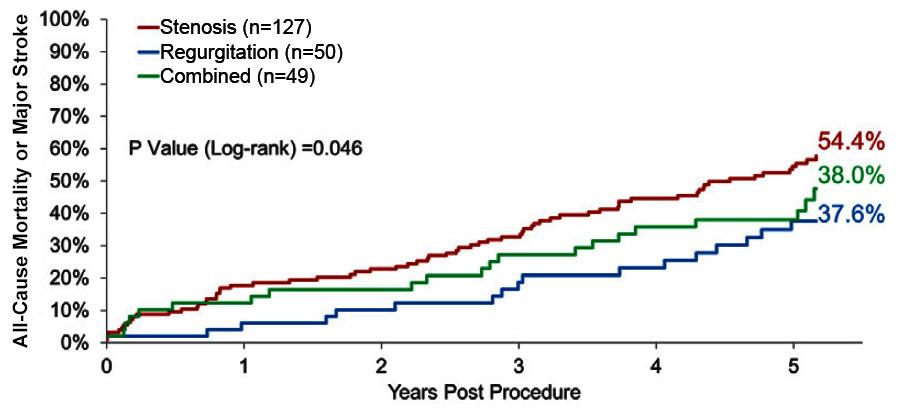 All-Cause Mortality or Major Stroke
100%
90%
80%
70%
60%
50%
40%
30%
20%
10%
0%
Stenosis (n=127)
Regurgitation (n=50)
Combined (n=49)
P Value (Log-rank) =0.046
54.4%
38.0%
37.6%
0 1 2 3 4 5
Years Post Procedure